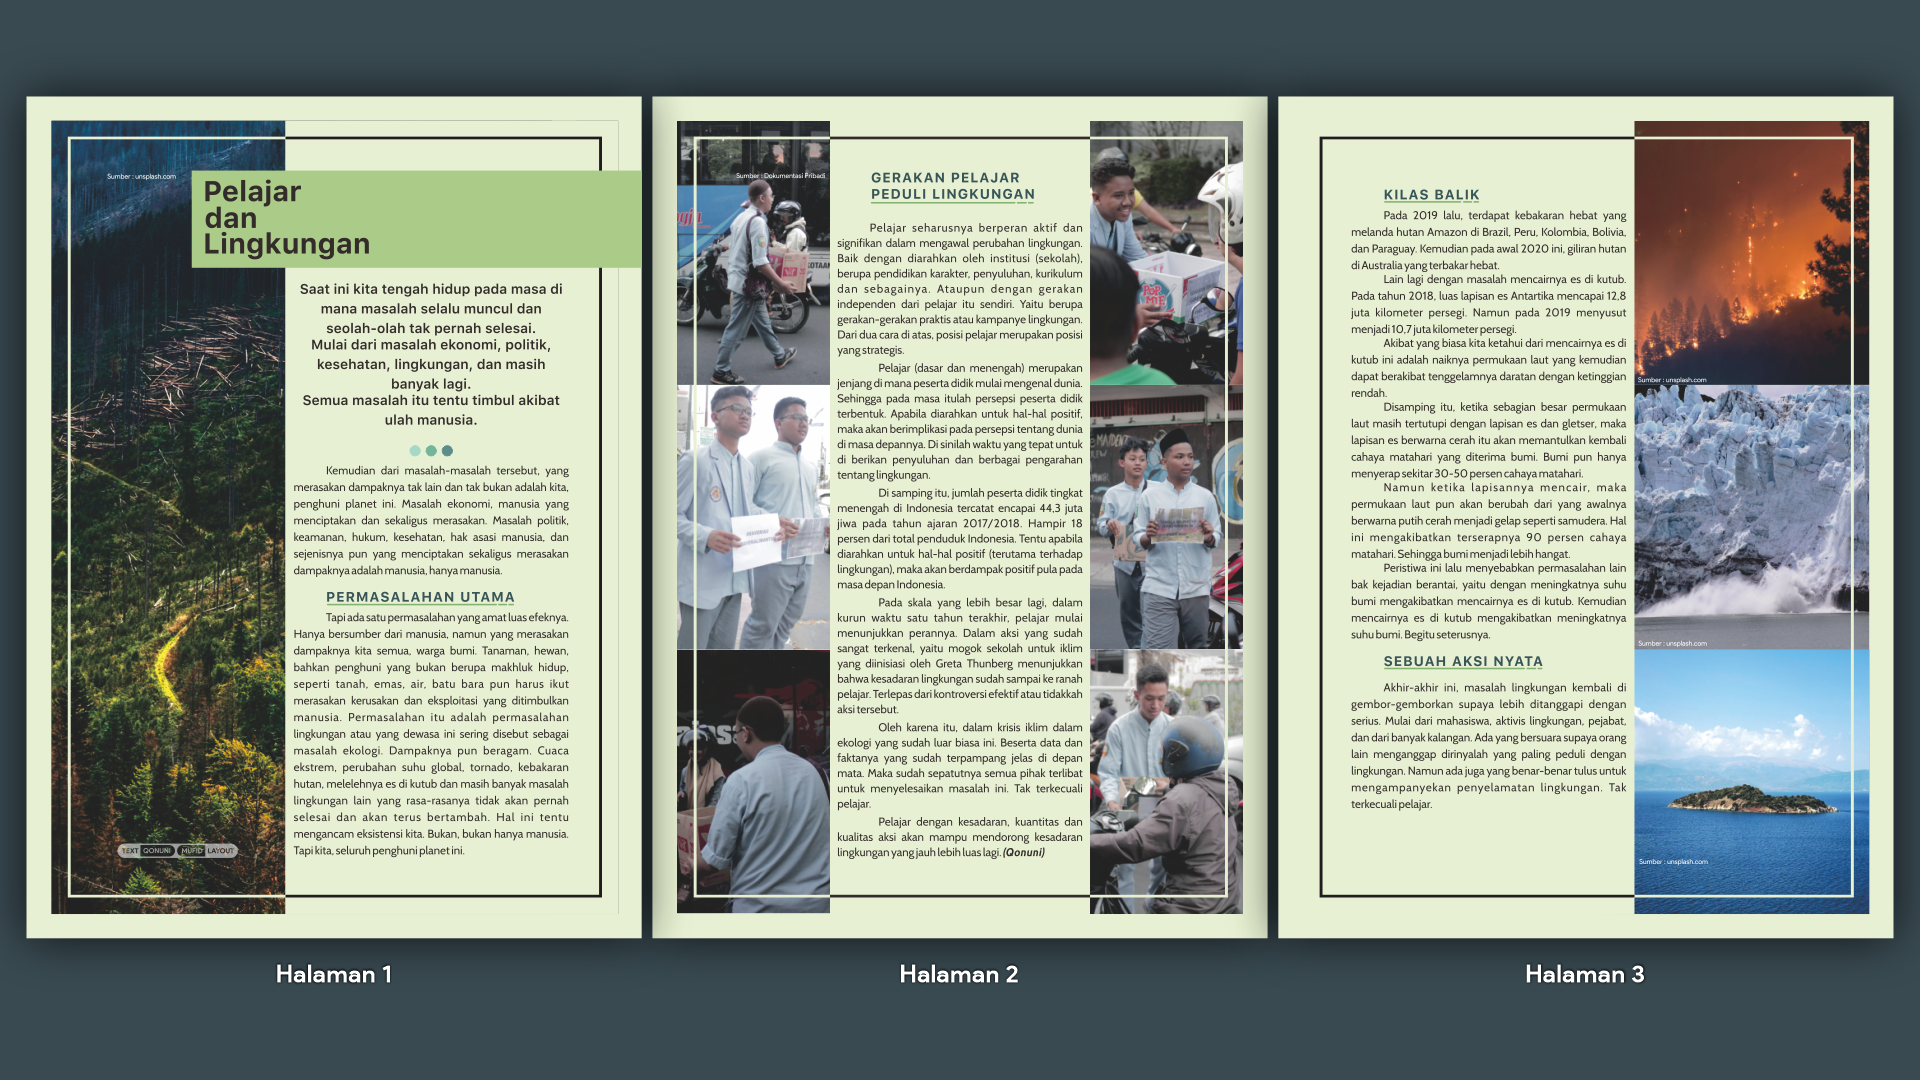 Sumber : unsplash.com
Pelajar
dan
Lingkungan
Saat ini kita tengah hidup pada masa di
mana masalah selalu muncul dan
seolah-olah tak pernah selesai.
Mulai dari masalah ekonomi, politik,
kesehatan, lingkungan, dan masih
banyak lagi.
Semua masalah itu tentu timbul akibat
ulah manusia.
Kemudian dari masalah-masalah tersebut, yang
merasakan dampaknya tak lain dan tak bukan adalah kita,
penghuni planet ini. Masalah ekonomi, manusia yang
menciptakan dan sekaligus merasakan. Masalah politik,
keamanan, hukum, kesehatan, hak asasi manusia, dan
sejenisnya pun yang menciptakan sekaligus merasakan
dampaknya adalah manusia, hanya manusia.
PERMASALAHAN UTAMA
Tapi ada satu permasalahan yang amat luas efeknya.
Hanya bersumber dari manusia, namun yang merasakan
dampaknya kita semua, warga bumi. Tanaman, hewan,
bahkan penghuni yang bukan berupa makhluk hidup,
seperti tanah, emas, air, batu bara pun harus ikut
merasakan kerusakan dan eksploitasi yang ditimbulkan
manusia. Permasalahan itu adalah permasalahan
lingkungan atau yang dewasa ini sering disebut sebagai
masalah ekologi. Dampaknya pun beragam. Cuaca
ekstrem, perubahan suhu global, tornado, kebakaran
hutan, melelehnya es di kutub dan masih banyak masalah
lingkungan lain yang rasa-rasanya tidak akan pernah
selesai dan akan terus bertambah. Hal ini tentu
mengancam eksistensi kita. Bukan, bukan hanya manusia.
Tapi kita, seluruh penghuni planet ini.
TEXT QONUNI MUFID LAYOUT
Halaman 1
Sumber : Dokumentasi Pribadi
GERAKAN PELAJAR
PEDULI LINGKUNGAN
Pelajar seharusnya berperan aktif dan
signifikan dalam mengawal perubahan lingkungan.
Baik dengan diarahkan oleh institusi (sekolah),
berupa pendidikan karakter, penyuluhan, kurikulum
dan sebagainya. Ataupun dengan gerakan
independen dari pelajar itu sendiri. Yaitu berupa
gerakan-gerakan praktis atau kampanye lingkungan.
Dari dua cara di atas, posisi pelajar merupakan posisi
yang strategis.
Pelajar (dasar dan menengah) merupakan
jenjang di mana peserta didik mulai mengenal dunia.
Sehingga pada masa itulah persepsi peserta didik
terbentuk. Apabila diarahkan untuk hal-hal positif,
maka akan berimplikasi pada persepsi tentang dunia
di masa depannya. Di sinilah waktu yang tepat untuk
di berikan penyuluhan dan berbagai pengarahan
tentang lingkungan.
Di samping itu, jumlah peserta didik tingkat
menengah di Indonesia tercatat encapai 44,3 juta
jiwa pada tahun ajaran 2017/2018. Hampir 18
persen dari total penduduk Indonesia. Tentu apabila
diarahkan untuk hal-hal positif (terutama terhadap
lingkungan), maka akan berdampak positif pula pada
masa depan Indonesia.
Pada skala yang lebih besar lagi, dalam
kurun waktu satu tahun terakhir, pelajar mulai
menunjukkan perannya. Dalam aksi yang sudah
sangat terkenal, yaitu mogok sekolah untuk iklim
yang diinisiasi oleh Greta Thunberg menunjukkan
bahwa kesadaran lingkungan sudah sampai ke ranah
pelajar. Terlepas dari kontroversi efektif atau tidakkah
aksi tersebut.
Oleh karena itu, dalam krisis iklim dalam
ekologi yang sudah luar biasa ini. Beserta data dan
faktanya yang sudah terpampang jelas di depan
mata. Maka sudah sepatutnya semua pihak terlibat
untuk menyelesaikan masalah ini. Tak terkecuali
pelajar.
Pelajar dengan kesadaran, kuantitas dan
kualitas aksi akan mampu mendorong kesadaran
lingkungan yang jauh lebih luas lagi. (Qonuni)
POP
MIE
Halaman 2
KILAS BALIK
Pada 2019 lalu, terdapat kebakaran hebat yang
melanda hutan Amazon di Brazil, Peru, Kolombia, Bolivia,
dan Paraguay. Kemudian pada awal 2020 ini, giliran hutan
di Australia yang terbakar hebat.
Lain lagi dengan masalah mencairnya es di kutub.
Pada tahun 2018, luas lapisan es Antartika mencapai 12,8
juta kilometer persegi. Namun pada 2019 menyusut
menjadi 10,7 juta kilometer persegi.
Akibat yang biasa kita ketahui dari mencairnya es di
kutub ini adalah naiknya permukaan laut yang kemudian
dapat berakibat tenggelamnya daratan dengan ketinggian
rendah.
Disamping itu, ketika sebagian besar permukaan
laut masih tertutupi dengan lapisan es dan gletser, maka
lapisan es berwarna cerah itu akan memantulkan kembali
cahaya matahari yang diterima bumi. Bumi pun hanya
menyerap sekitar 30-50 persen cahaya matahari.
Namun ketika lapisannya mencair, maka
permukaan laut pun akan berubah dari yang awalnya
berwarna putih cerah menjadi gelap seperti samudera. Hal
ini mengakibatkan terserapnya 90 persen cahaya
matahari. Sehingga bumi menjadi lebih hangat.
Peristiwa ini lalu menyebabkan permasalahan lain
bak kejadian berantai, yaitu dengan meningkatnya suhu
bumi mengakibatkan mencairnya es di kutub. Kemudian
mencairnya es di kutub mengakibatkan meningkatnya
suhu bumi. Begitu seterusnya.
SEBUAH AKSI NYATA
Akhir-akhir ini, masalah lingkungan kembali di
gembor-gemborkan supaya lebih ditanggapi dengan
serius. Mulai dari mahasiswa, aktivis lingkungan, pejabat,
dan dari banyak kalangan. Ada yang bersuara supaya orang
lain menganggap dirinyalah yang paling peduli dengan
lingkungan. Namun ada juga yang benar-benar tulus untuk
mengampanyekan penyelamatan lingkungan. Tak
terkecuali pelajar.
Sumber : unsplash.com
Sumber : unsplash.com
Sumber : unsplash.com
Halaman 3